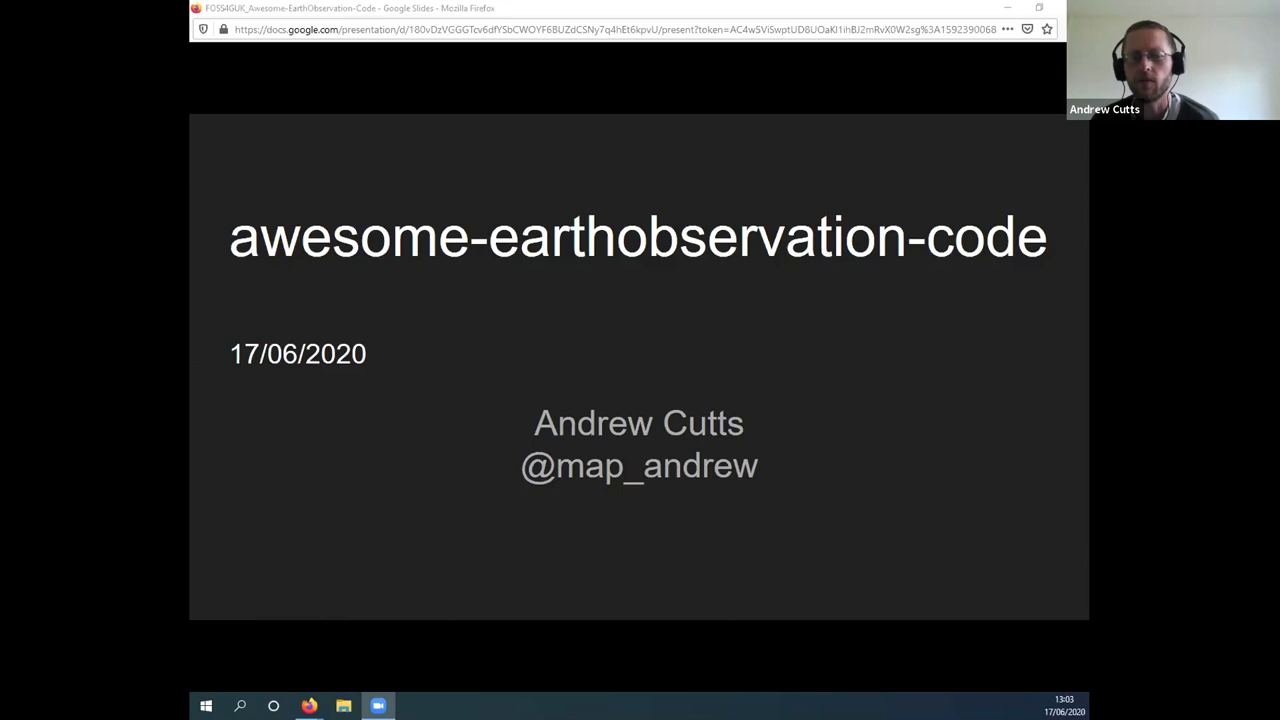 FOSS4GUK_Awesome-EarthObservation-Code - Google Slides - Mozilla Firefox
Andrew Cutts
awesome-earthobservation-code
17/06/2020
Andrew Cutts
@map_andrew
13:03
17/06/2020